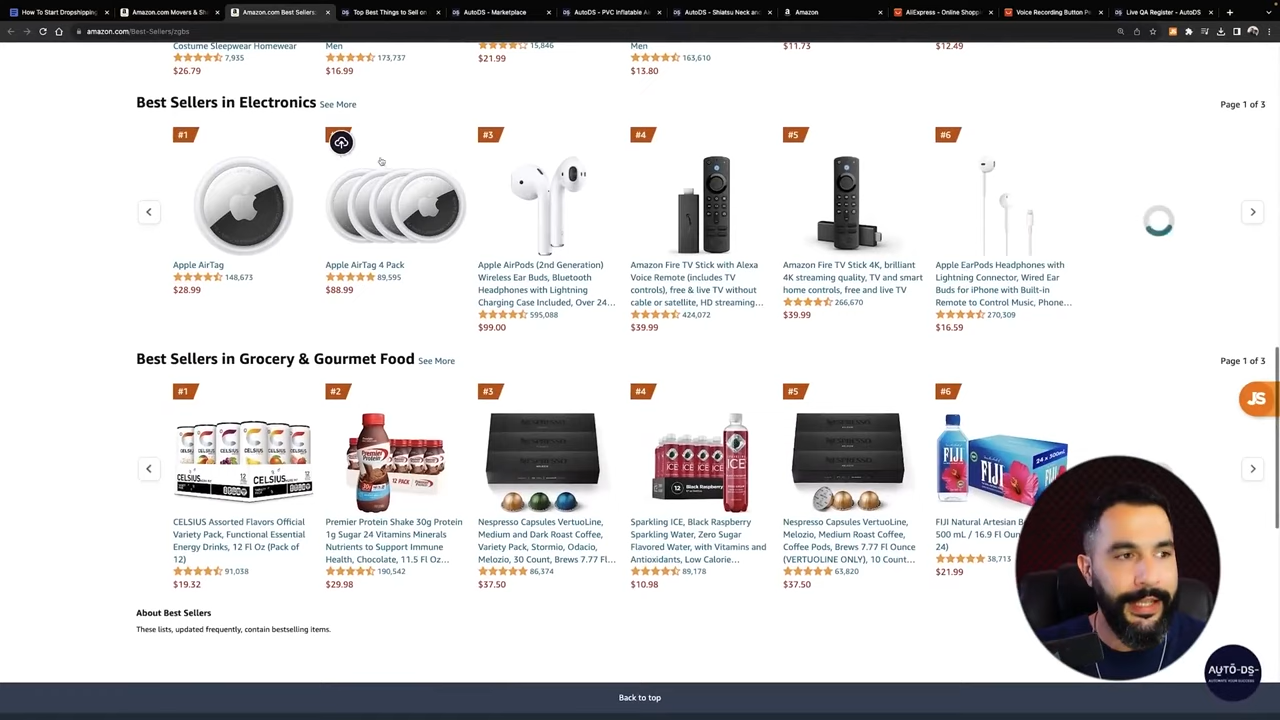 How To Start Dropshipping
Amazon.com Movers & Sh
Amazon.com Best Sellers:
Top Best Things to Sell on
AutoDS - Marketplace
AutoDS - PVC Inflatable A
AutoDS - Shiatsu Neck an
Amazon
AliExpress - Online Shopp
Voice Recording Button P
Live QA Register - AutoDS
amazon.com/Best-Sellers/zgbs
Costume Sleepwear Homewear
7,935
$26.79
Men
173,737
$16.99
15,846
$21.99
Men
163,610
$13.80
$11.73
$12.49
Best Sellers in Electronics See More
Page 1 of 3
#1
#3
#4
#5
#6
Apple AirTag
148,673
$28.99
Apple AirTag 4 Pack
89,595
$88.99
Apple AirPods (2nd Generation)
Wireless Ear Buds, Bluetooth
Headphones with Lightning
Charging Case Included, Over 24…
595,088
$99.00
Amazon Fire TV Stick with Alexa
Voice Remote (includes TV
controls), free & live TV without
cable or satellite, HD streaming…
424,072
$39.99
Amazon Fire TV Stick 4K, brilliant
4K streaming quality, TV and smart
home controls, free and live TV
266,670
$39.99
Apple EarPods Headphones with
Lightning Connector, Wired Ear
Buds for iPhone with Built-in
Remote to Control Music, Phone…
270,309
$16.59
Best Sellers in Grocery & Gourmet Food See More
Page 1 of 3
JS
#1
#2
#3
#4
#5
#6
CELSIUS
CELSIUS
ICE
FIJI
FIJI
CELSIUS Assorted Flavors Official
Variety Pack, Functional Essential
Energy Drinks, 12 Fl Oz (Pack of
12)
91,038
$19.32
Premier Protein Shake 30g Protein
1g Sugar 24 Vitamins Minerals
Nutrients to Support Immune
Health, Chocolate, 11.5 Fl Oz…
190,542
$29.98
Nespresso Capsules VertuoLine,
Medium and Dark Roast Coffee,
Variety Pack, Stormio, Odacio,
Melozio, 30 Count, Brews 7.77 Fl…
86,374
$37.50
Sparkling ICE, Black Raspberry
Sparkling Water, Zero Sugar
Flavored Water, with Vitamins and
Antioxidants, Low Calorie…
89,178
$10.98
Nespresso Capsules VertuoLine,
Melozio, Medium Roast Coffee,
Coffee Pods, Brews 7.77 Fl Ounce
(VERTUOLINE ONLY), 10 Count…
63,820
$37.50
FIJI Natural Artesian
500 mL / 16.9 Fl Oun
24)
38,713
$21.99
About Best Sellers
These lists, updated frequently, contain bestselling items.
AUTO-DS-
AUTOMATE YOUR SUCCESS
Back to top